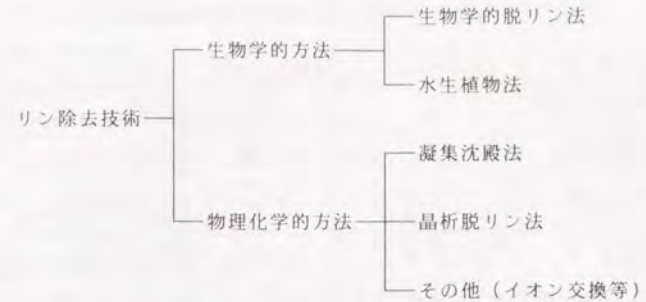 リン除去技術
生物学的方法
生物学的脱リン法
水生植物法
物理化学的方法
凝集沈殿法
晶析脱リン法
その他（イオン交換等）